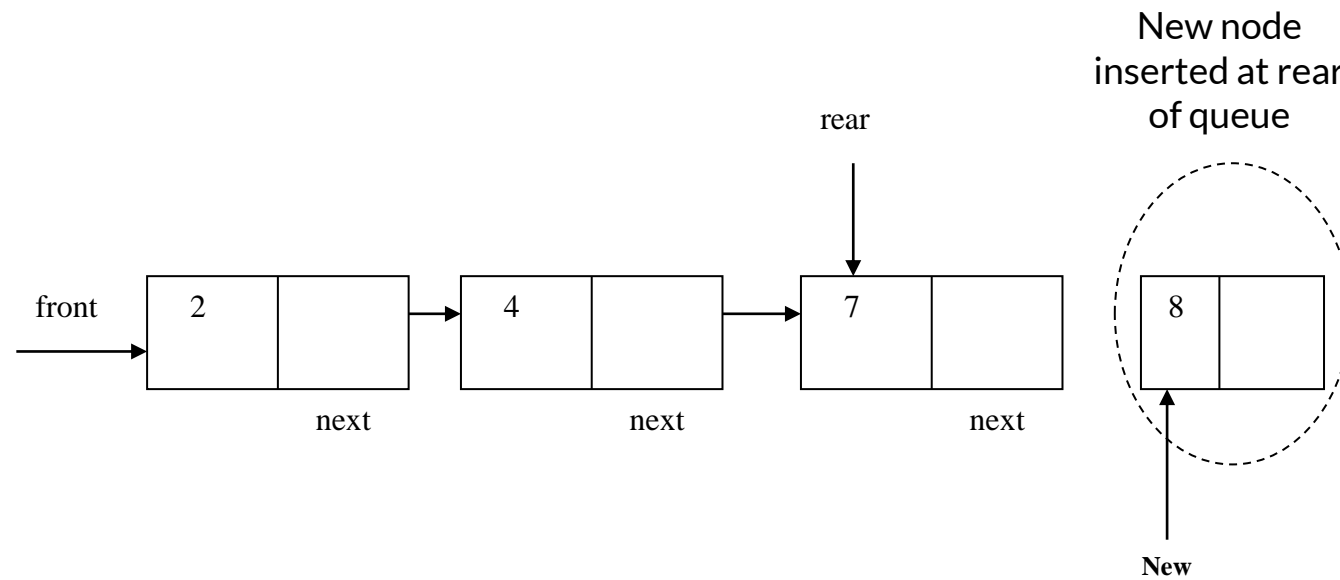 New node
inserted at rear
of queue
rear
front
2
4
7
8
next
next
next
New